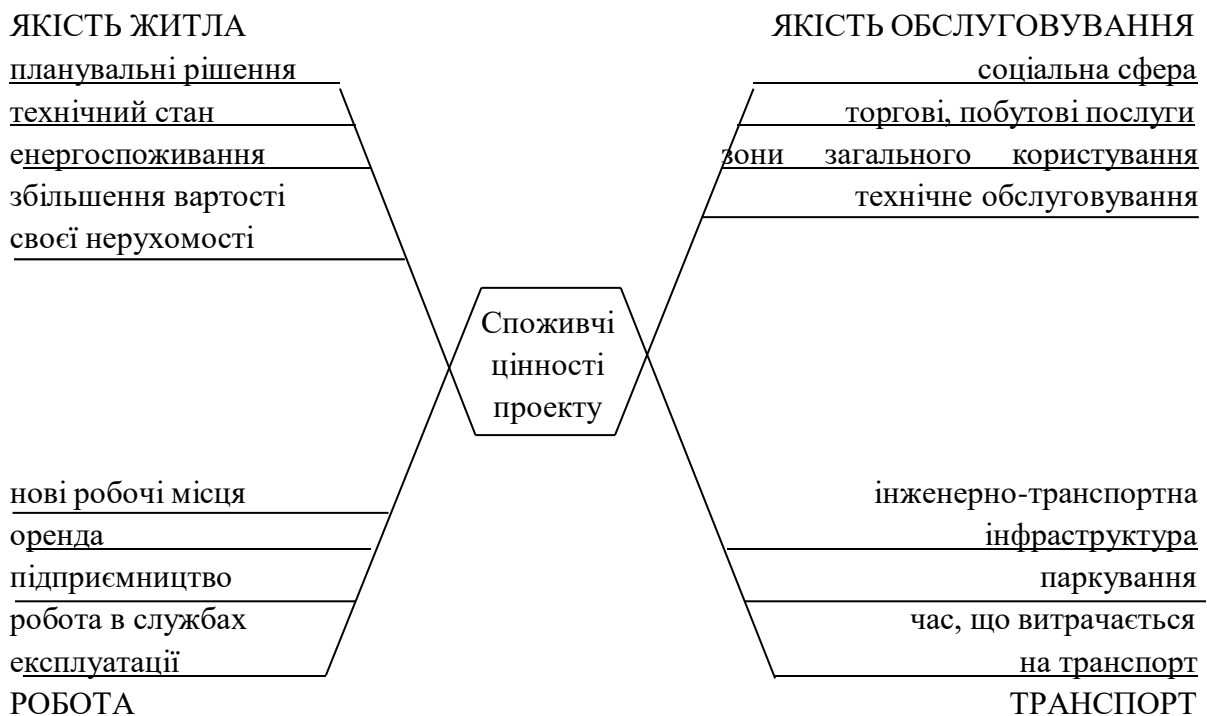 ЯКІСТЬ ЖИТЛА
планувальні рішення
технічний стан
енергоспоживання
збільшення вартості
своєї нерухомості
ЯКІСТЬ ОБСЛУГОВУВАННЯ
соціальна сфера
торгові, побутові послуги
зони загального користування
технічне обслуговування
Споживчі
цінності
проекту
нові робочі місця
оренда
підприємництво
робота в службах
експлуатації
РОБОТА
інженерно-транспортна
інфраструктура
паркування
час, що витрачається
на транспорт
ТРАНСПОРТ